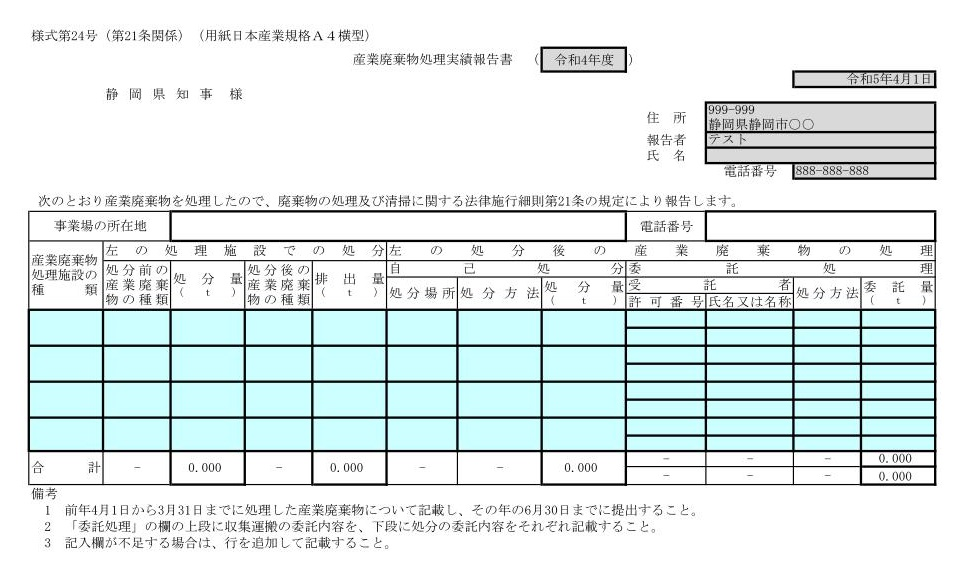 様式第24号（第21条関係）（用紙日本産業規格Ａ４横型）
産業廃棄物処理実績報告書　（　令和4年度　）
令和5年4月1日
静　岡　県　知　事　様
住　所　999-999
静岡県静岡市〇〇
報告者　テスト
氏　名
電話番号　888-888-888
次のとおり産業廃棄物を処理したので、廃棄物の処理及び清掃に関する法律施行細則第21条の規定により報告します。
事業場の所在地　電話番号
産業廃棄物処理施設の種類
左の処理施設での処分　左の処分後の産業廃棄物の処理
処分前の産業廃棄物の種類　処分量（ｔ）　処分後の産業廃棄物の種類　排出量（ｔ）
自己処分　委託処理
処分場所　処分方法　処分量（ｔ）
受託者　処分方法　委託量（ｔ）
許可番号　氏名又は名称
合　計　－　0.000　－　0.000　－　－　0.000　－　－　－　0.000
－　－　－　0.000
備考
1　前年4月1日から3月31日までに処理した産業廃棄物について記載し、その年の6月30日までに提出すること。
2　「委託処理」の欄の上段に収集運搬の委託内容を、下段に処分の委託内容をそれぞれ記載すること。
3　記入欄が不足する場合は、行を追加して記載すること。